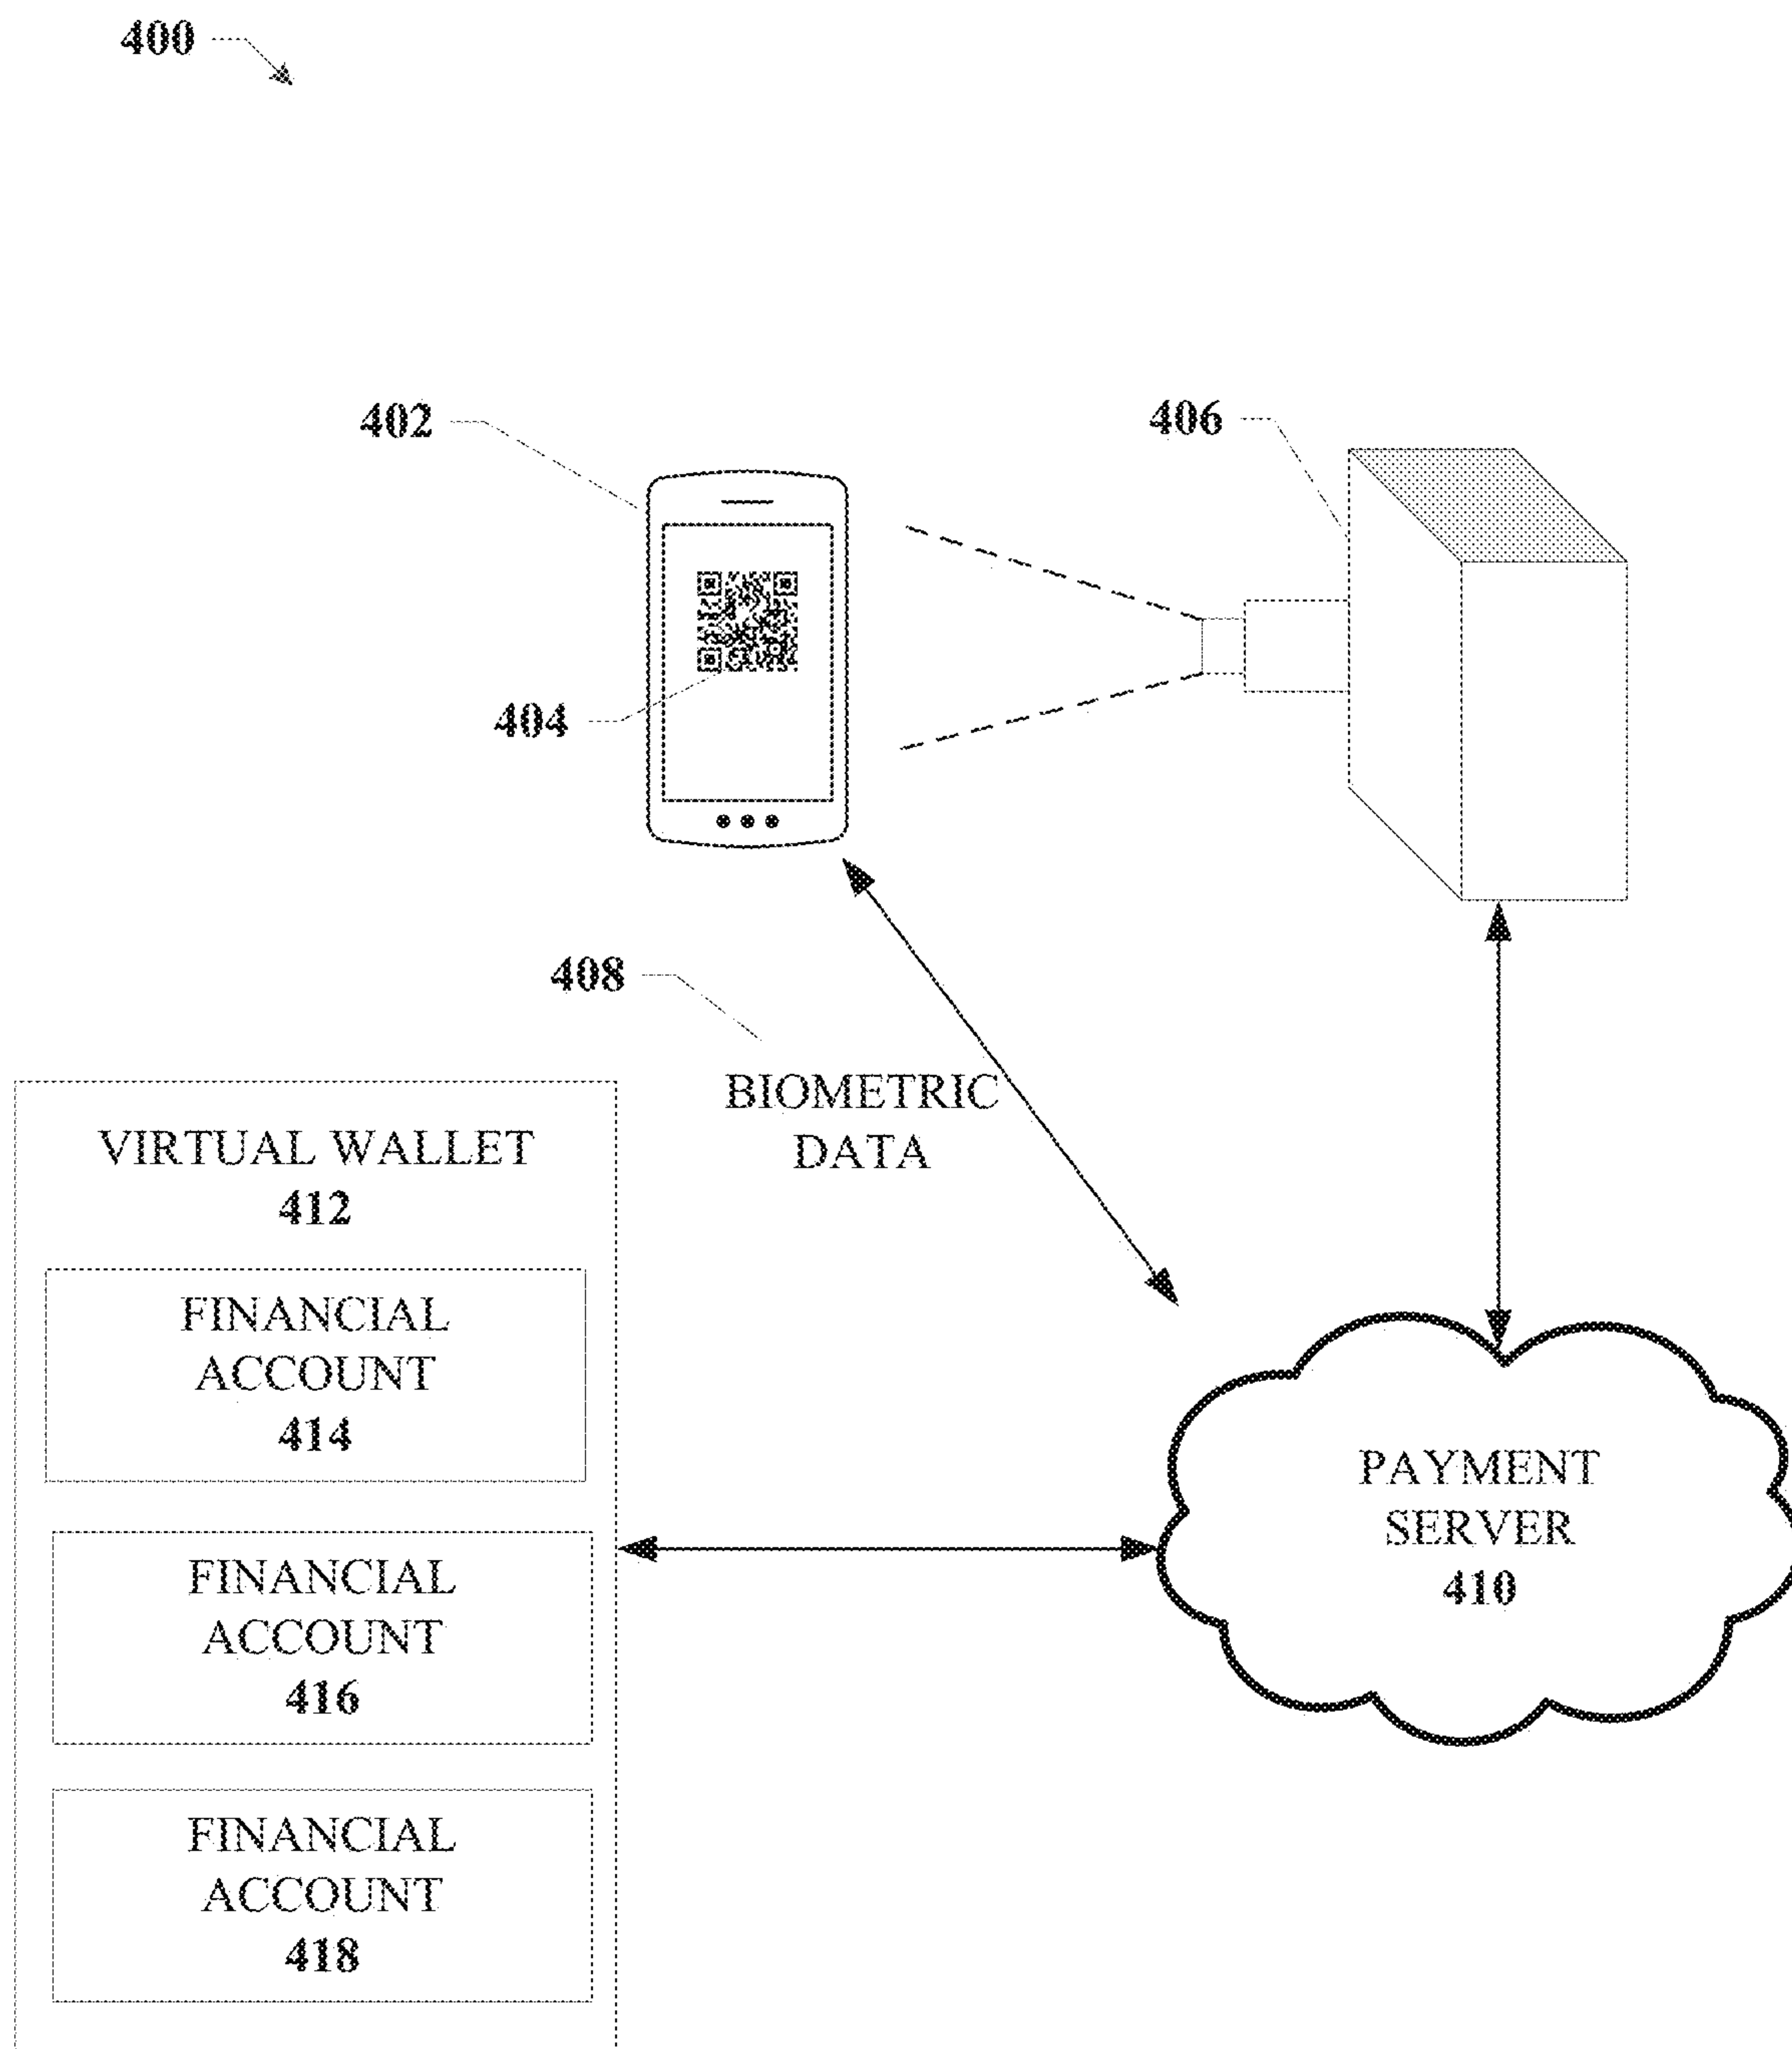 400
402
406
404
408
BIOMETRIC
DATA
VIRTUAL WALLET
412
FINANCIAL
ACCOUNT
414
FINANCIAL
ACCOUNT
416
FINANCIAL
ACCOUNT
418
PAYMENT
SERVER
410